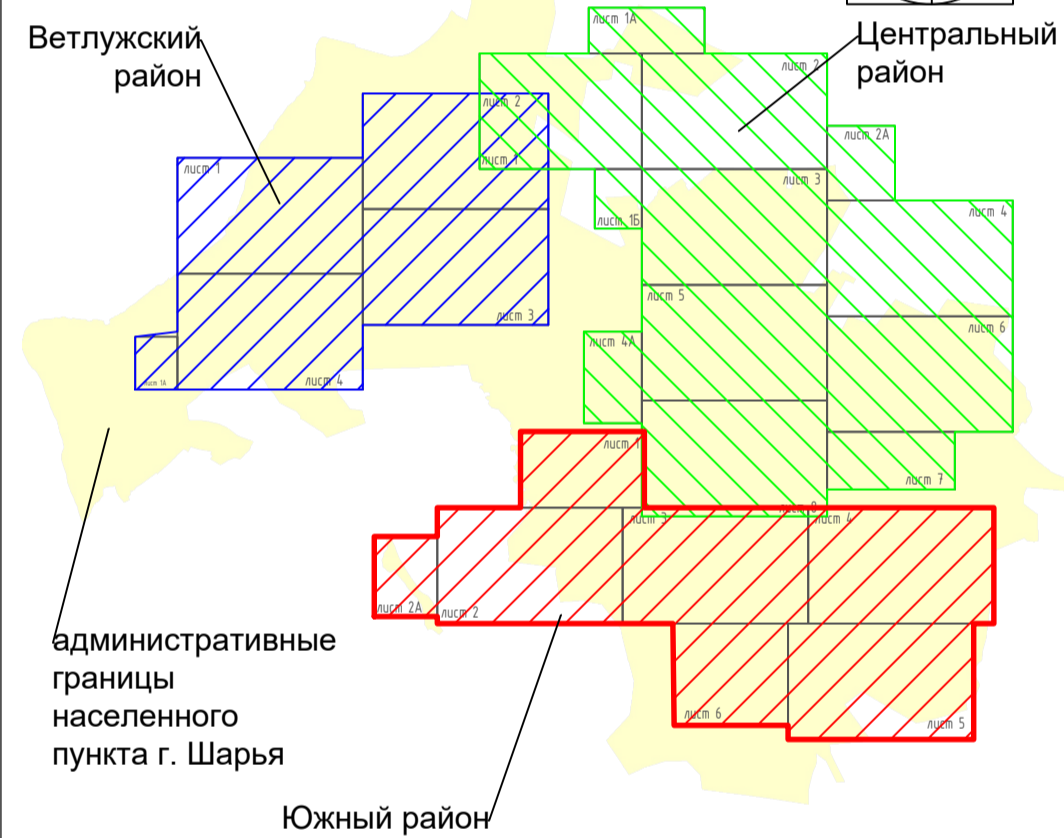 Ветлужский
район
Центральный
район
лист 1А
лист 2
лист 2
лист 1
лист 2А
лист 1
лист 3
лист 1Б
лист 4
лист 5
лист 3
лист 6
лист 4А
лист 1А
лист 4
лист 1
лист 7
лист 8
лист 3
лист 4
лист 2А
лист 2
лист 6
лист 5
административные
границы
населенного
пункта г. Шарья
Южный район